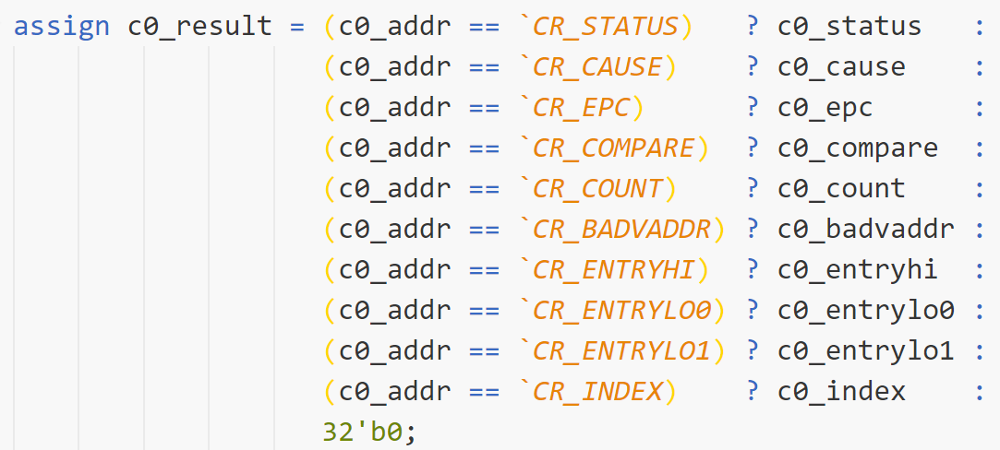 assign c0_result = (c0_addr == `CR_STATUS)   ? c0_status   :
                   (c0_addr == `CR_CAUSE)    ? c0_cause    :
                   (c0_addr == `CR_EPC)      ? c0_epc      :
                   (c0_addr == `CR_COMPARE)  ? c0_compare  :
                   (c0_addr == `CR_COUNT)    ? c0_count    :
                   (c0_addr == `CR_BADVADDR) ? c0_badvaddr :
                   (c0_addr == `CR_ENTRYHI)  ? c0_entryhi  :
                   (c0_addr == `CR_ENTRYLO0) ? c0_entrylo0 :
                   (c0_addr == `CR_ENTRYLO1) ? c0_entrylo1 :
                   (c0_addr == `CR_INDEX)    ? c0_index    :
                   32'b0;